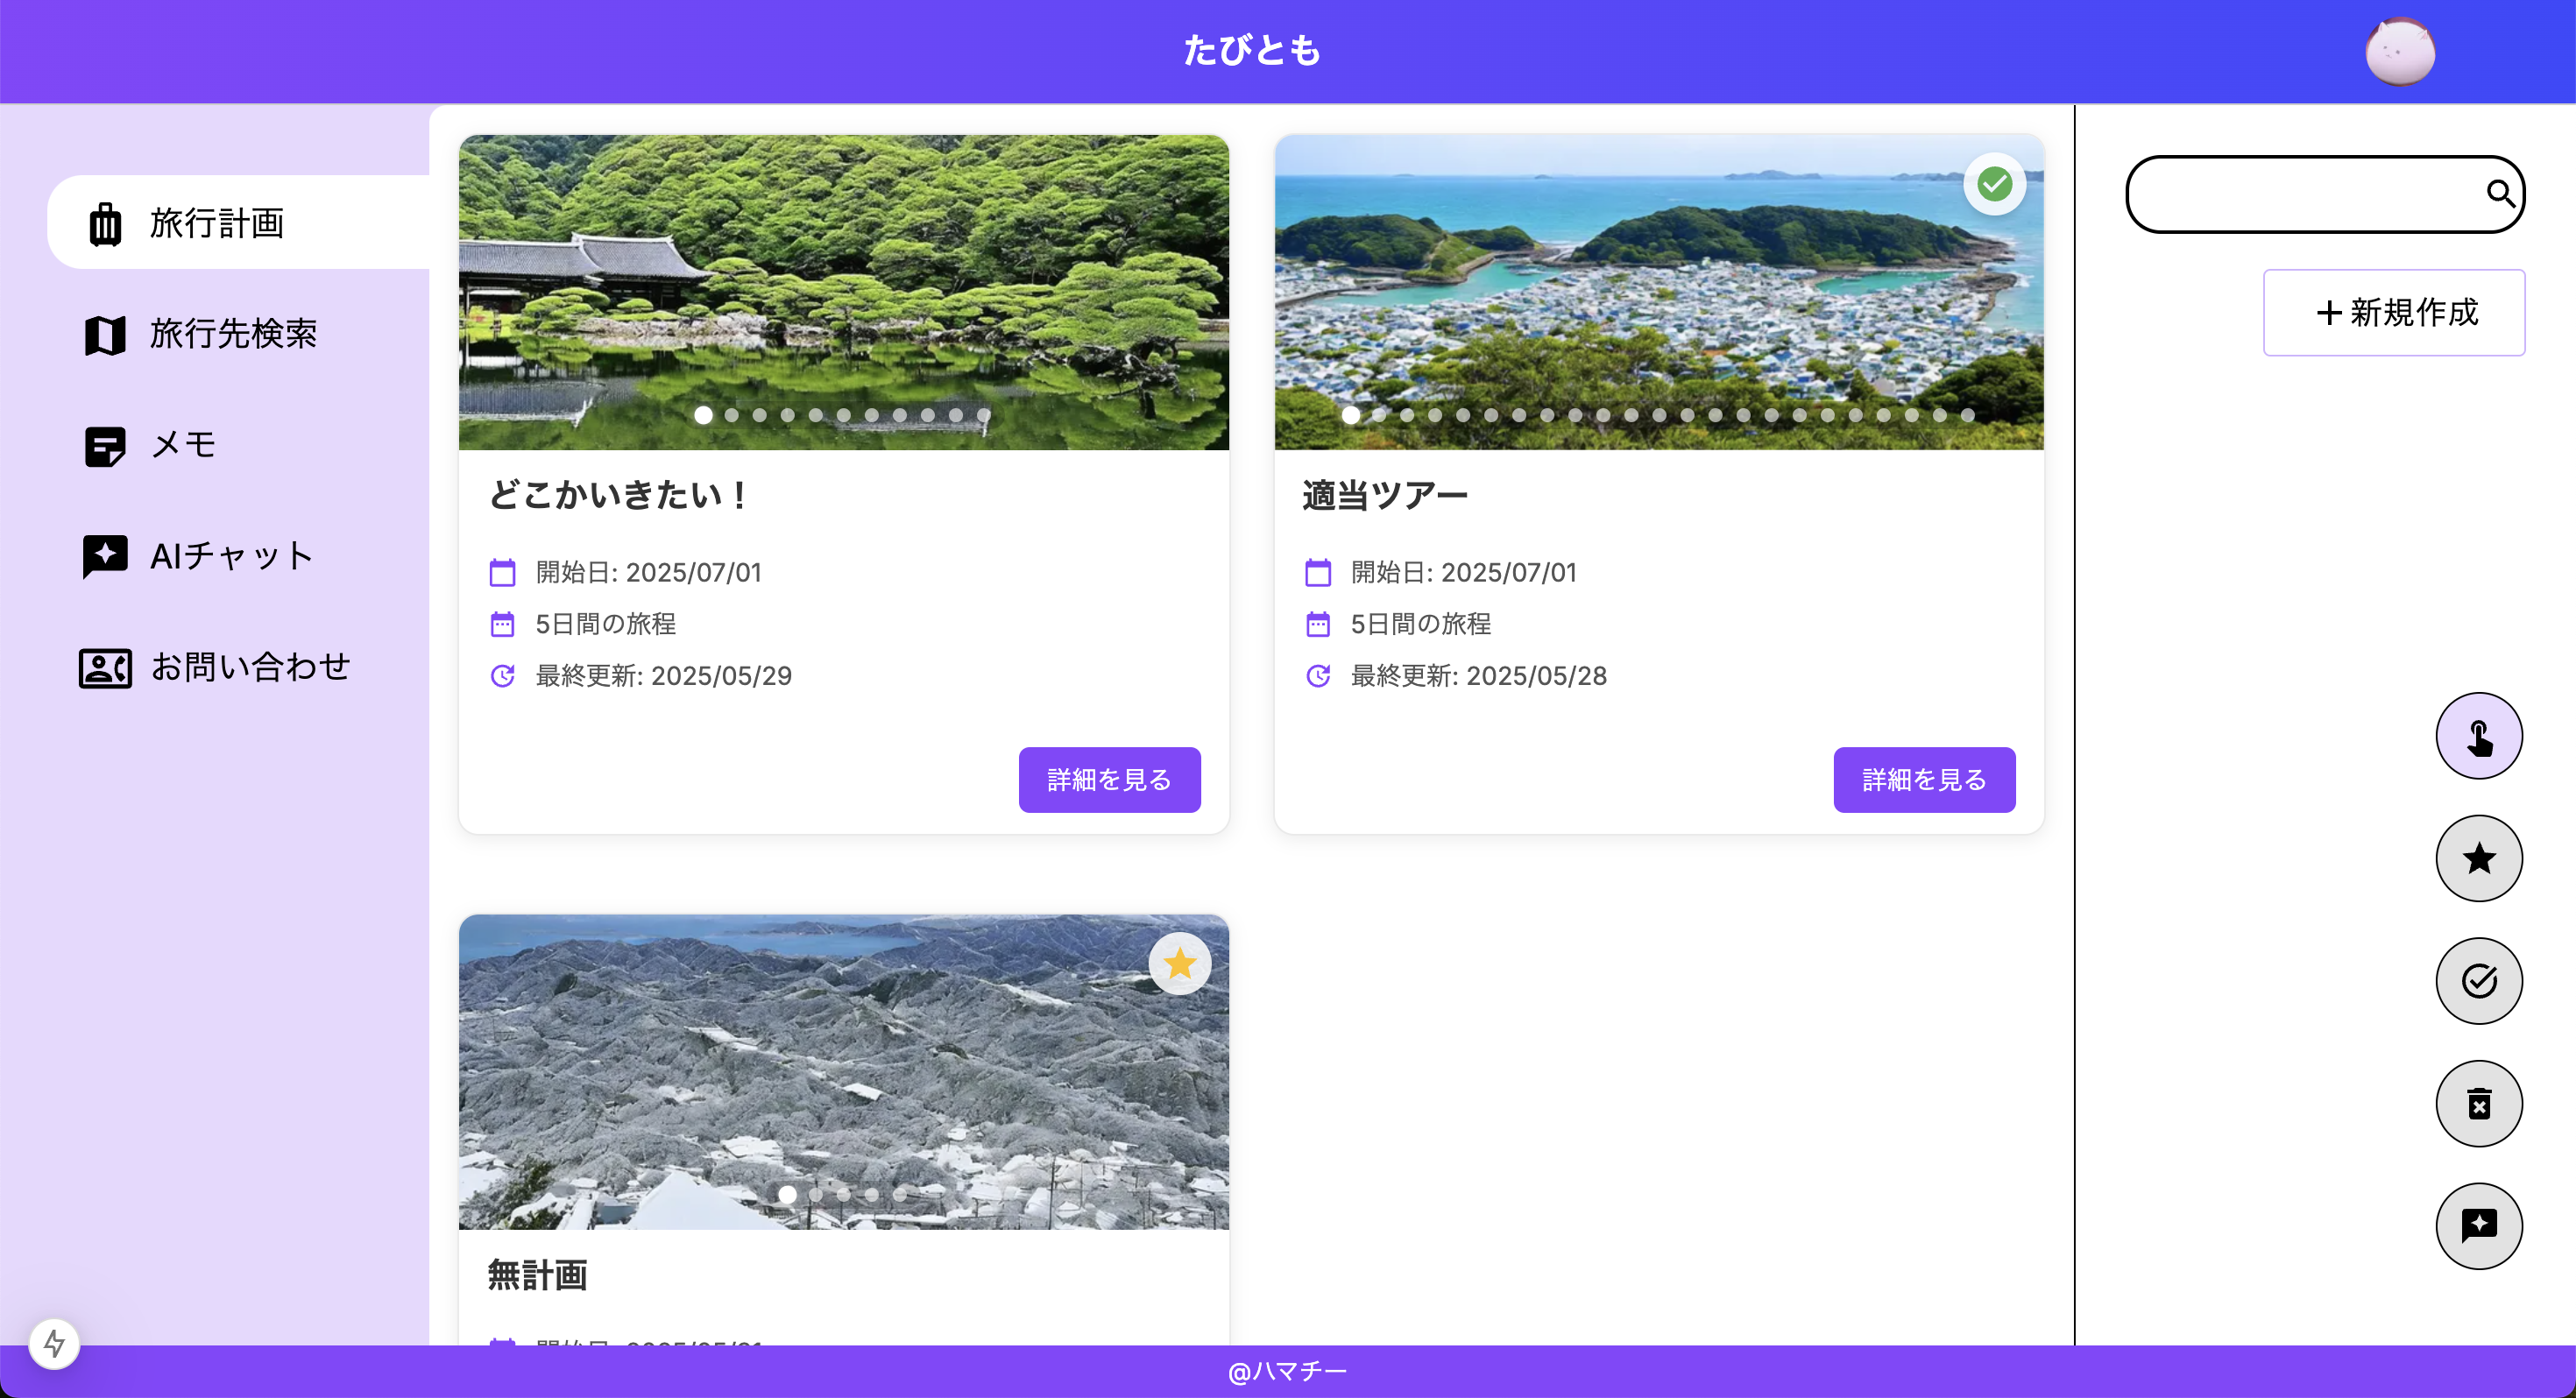 たびとも
旅行計画
旅行先検索
メモ
AIチャット
お問い合わせ
どこかいきたい！
開始日: 2025/07/01
5日間の旅程
最終更新: 2025/05/29
詳細を見る
適当ツアー
開始日: 2025/07/01
5日間の旅程
最終更新: 2025/05/28
詳細を見る
無計画
+新規作成
@ハマチー